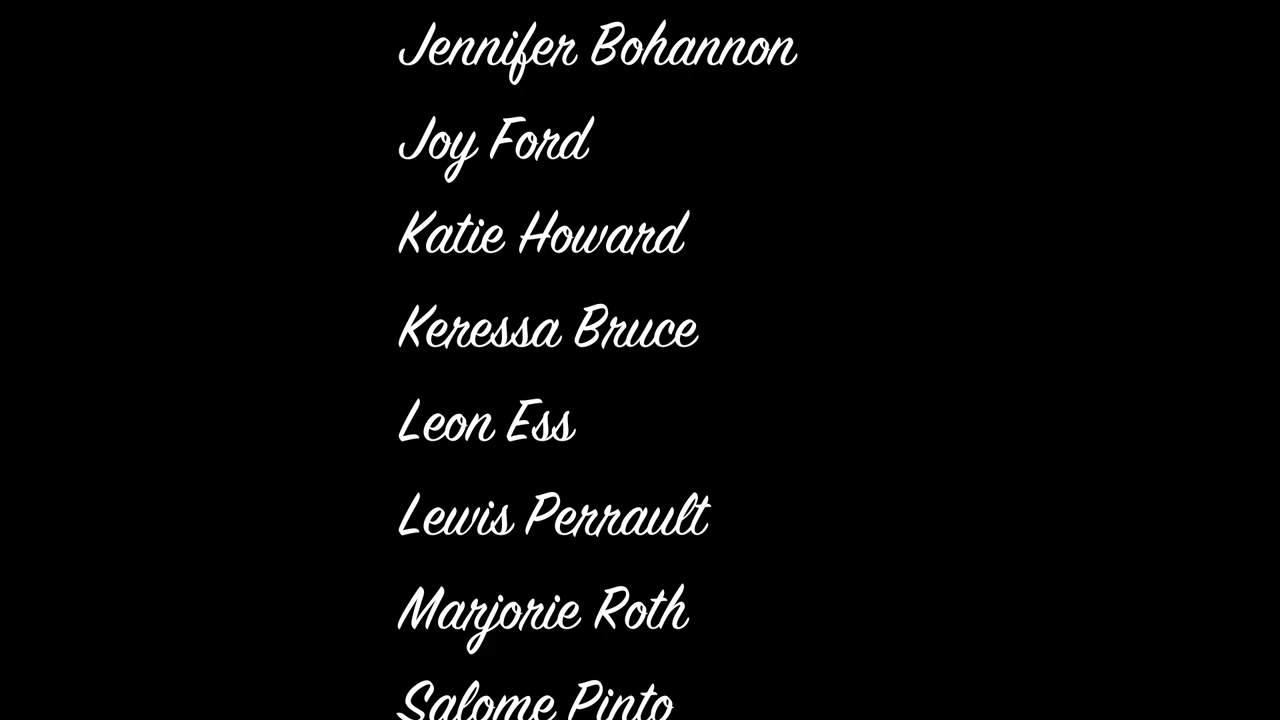 Jennifer Bohannon
Joy Ford
Katie Howard
Keressa Bruce
Leon Ess
Lewis Perrault
Marjorie Roth
Salome Pinto